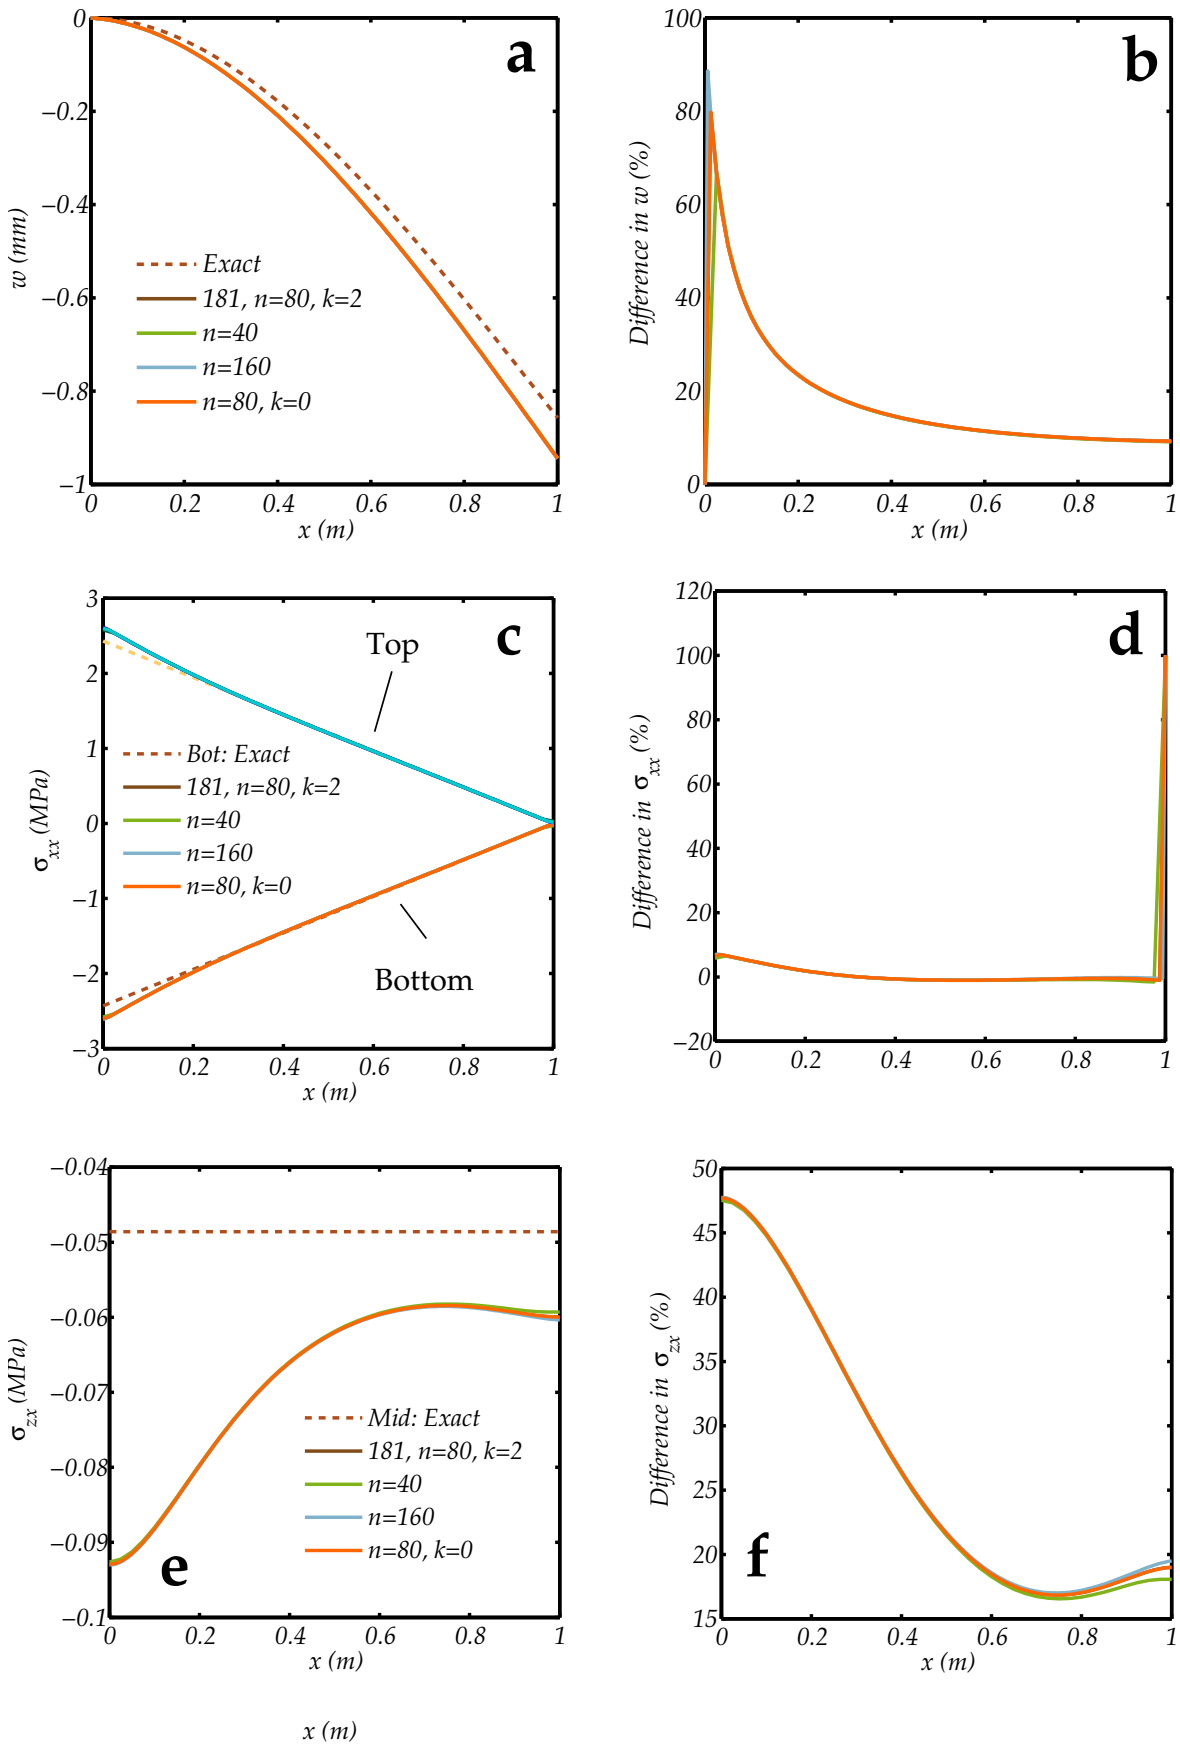 a
0
−0.2
−0.4
−0.6
−0.8
−1
w (mm)
Exact
181, n=80, k=2
n=40
n=160
n=80, k=0
0 0.2 0.4 0.6 0.8 1
x (m)
b
100
80
60
40
20
0
Difference in w (%)
0 0.2 0.4 0.6 0.8 1
x (m)
c
3
2
1
0
−1
−2
−3
σxx (MPa)
Top
Bot: Exact
181, n=80, k=2
n=40
n=160
n=80, k=0
Bottom
0 0.2 0.4 0.6 0.8 1
x (m)
d
120
100
80
60
40
20
0
−20
Difference in σxx (%)
0 0.2 0.4 0.6 0.8 1
e
−0.04
−0.05
−0.06
−0.07
−0.08
−0.09
−0.1
σzx (MPa)
Mid: Exact
181, n=80, k=2
n=40
n=160
n=80, k=0
0 0.2 0.4 0.6 0.8 1
x (m)
f
50
45
40
35
30
25
20
15
Difference in σzx (%)
0 0.2 0.4 0.6 0.8 1
x (m)
x (m)